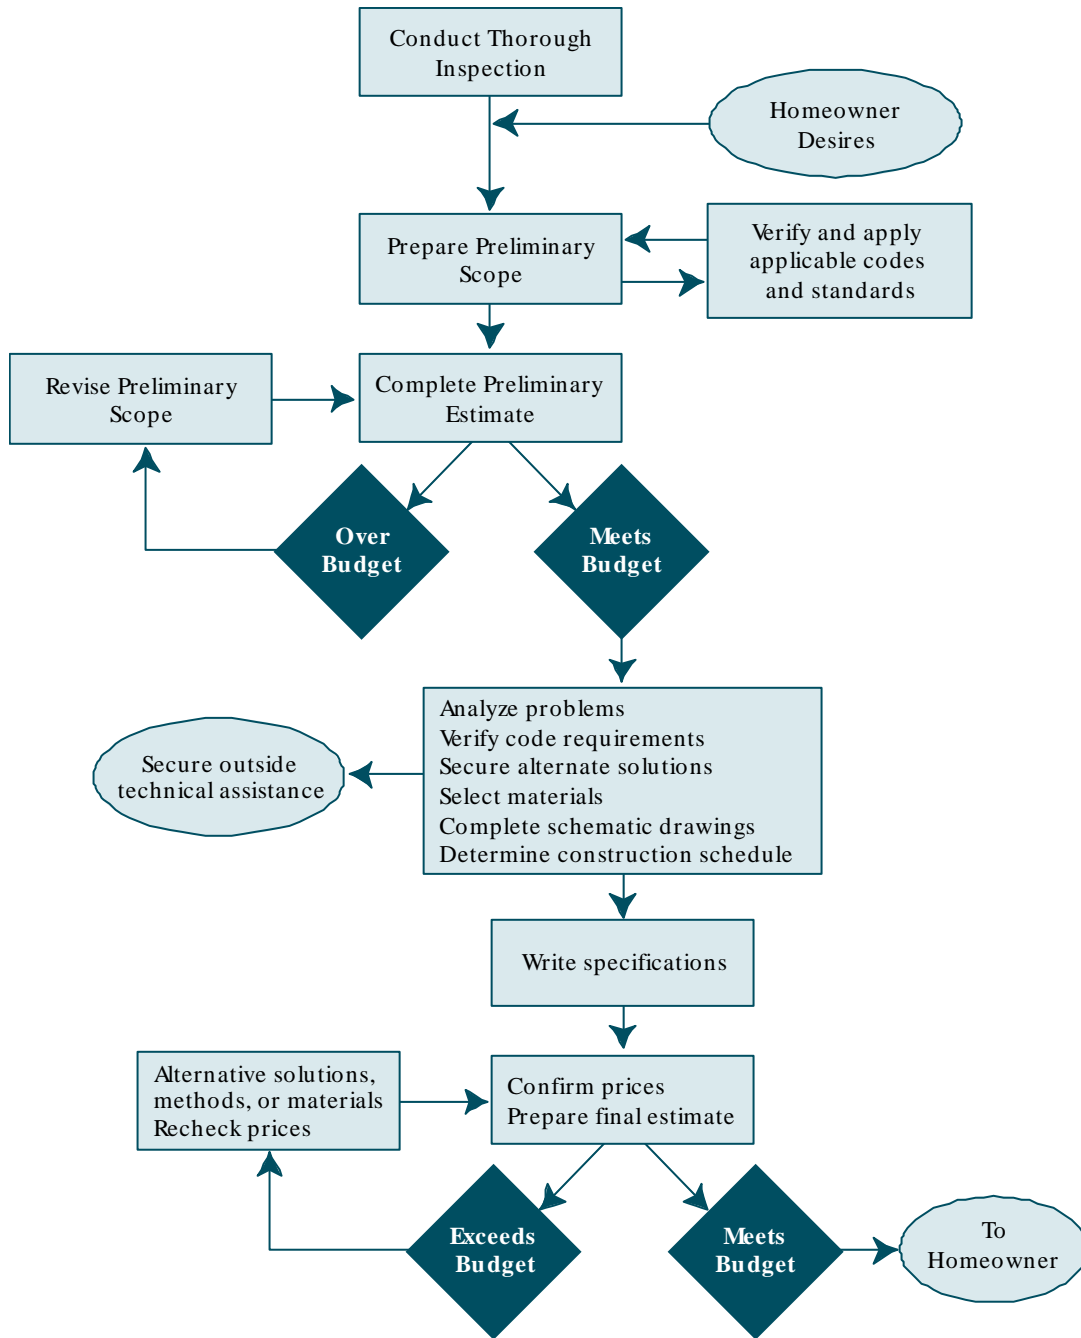 Conduct Thorough
Inspection
Homeowner
Desires
Prepare Preliminary
Scope
Verify and apply
applicable codes
and standards
Revise Preliminary
Scope
Complete Preliminary
Estimate
Over
Budget
Meets
Budget
Analyze problems
Verify code requirements
Secure alternate solutions
Select materials
Complete schematic drawings
Determine construction schedule
Secure outside
technical assistance
Write specifications
Alternative solutions,
methods, or materials
Recheck prices
Confirm prices
Prepare final estimate
Exceeds
Budget
Meets
Budget
To
Homeowner